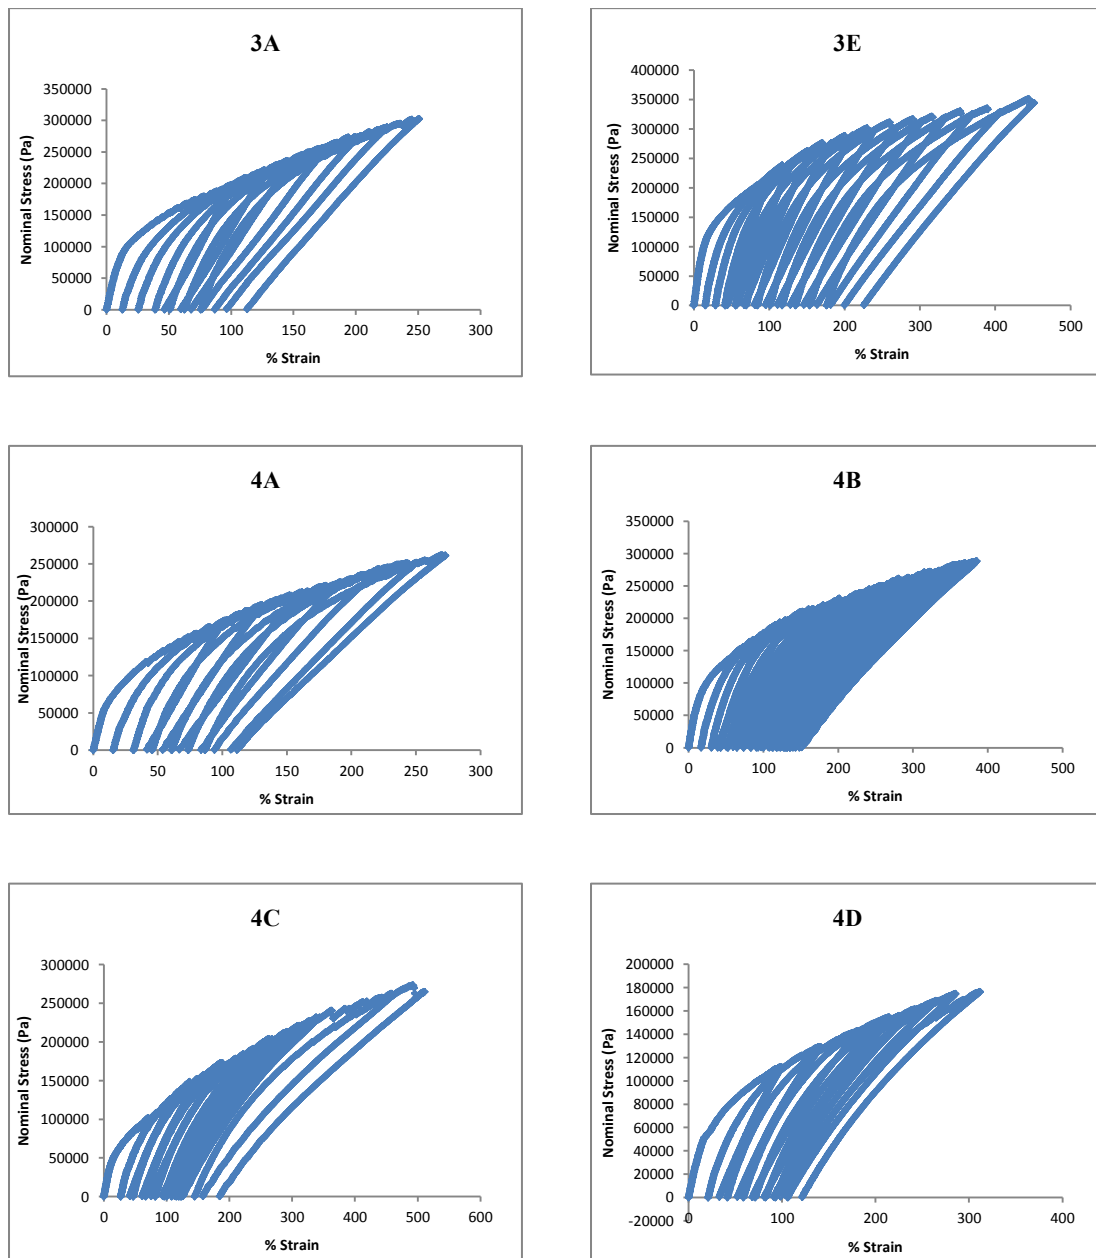 3A
350000
300000
250000
200000
150000
100000
50000
0
Nominal Stress (Pa)
0 50 100 150 200 250 300
% Strain
3E
400000
350000
300000
250000
200000
150000
100000
50000
0
Nominal Stress (Pa)
0 100 200 300 400 500
% Strain
4A
300000
250000
200000
150000
100000
50000
0
Nominal Stress (Pa)
0 50 100 150 200 250 300
% Strain
4B
350000
300000
250000
200000
150000
100000
50000
0
Nominal Stress (Pa)
0 100 200 300 400 500
% Strain
4C
300000
250000
200000
150000
100000
50000
0
Nominal Stress (Pa)
0 100 200 300 400 500 600
% Strain
4D
200000
180000
160000
140000
120000
100000
80000
60000
40000
20000
0
-20000
Nominal Stress (Pa)
0 100 200 300 400
% Strain